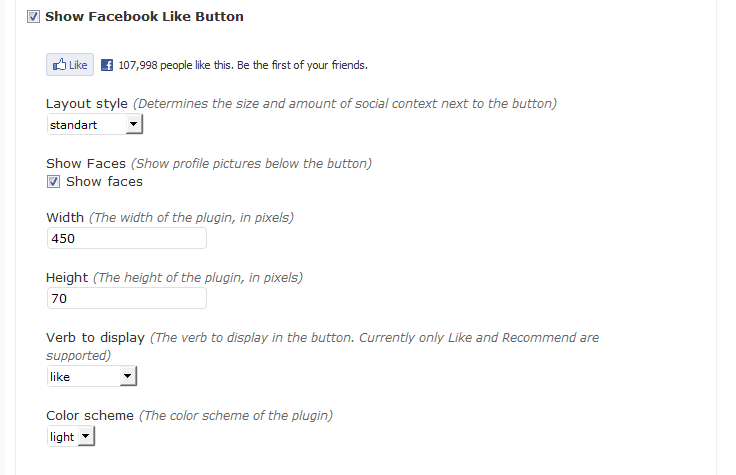 Show Facebook Like Button
Like 107,998 people like this. Be the first of your friends.
Layout style (Determines the size and amount of social context next to the button)
standart
Show Faces (Show profile pictures below the button)
Show faces
Width (The width of the plugin, in pixels)
450
Height (The height of the plugin, in pixels)
70
Verb to display (The verb to display in the button. Currently only Like and Recommend are
supported)
like
Color scheme (The color scheme of the plugin)
light